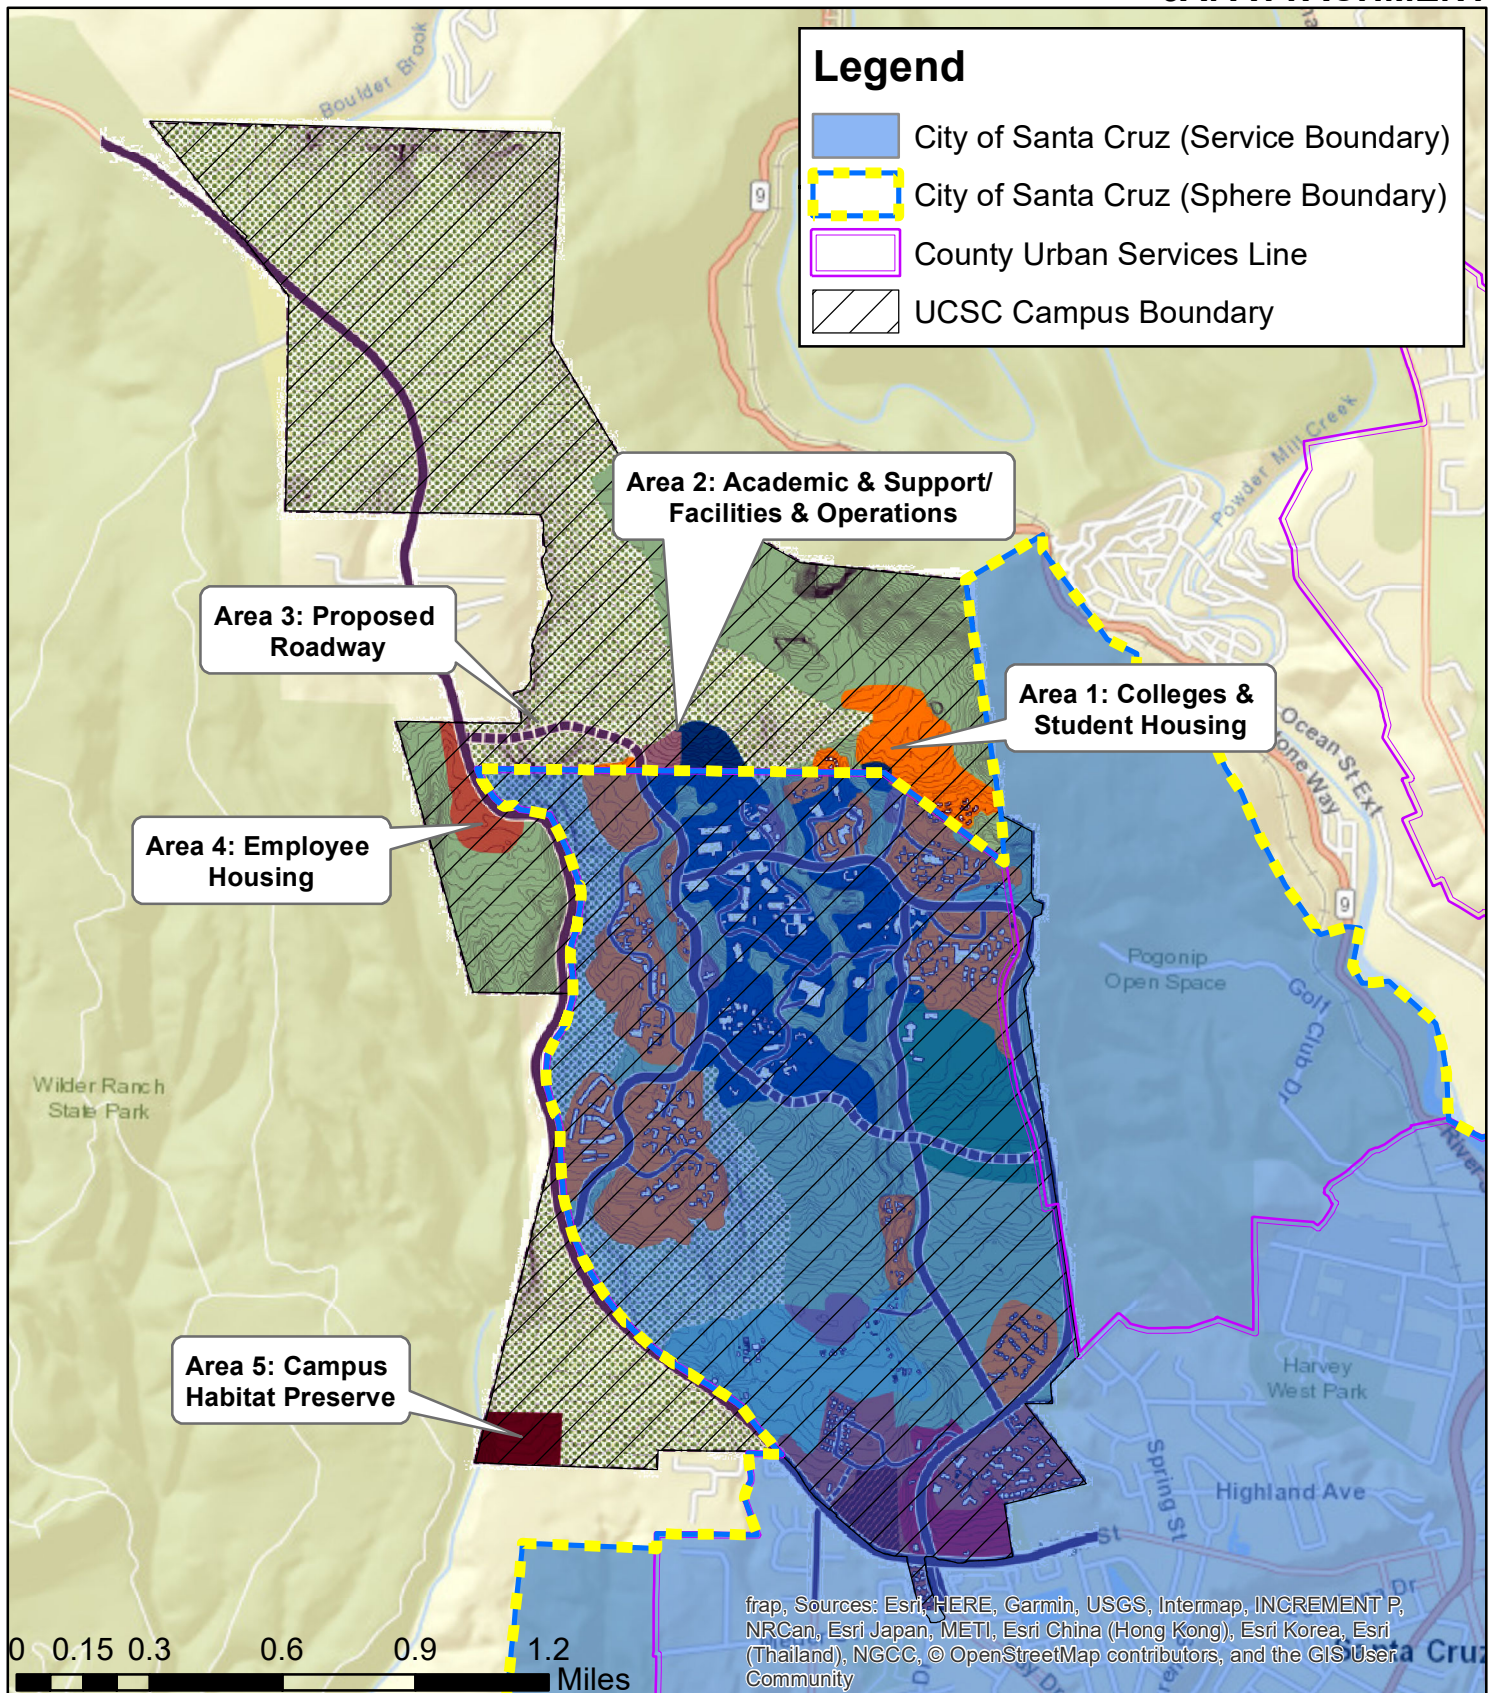 Legend
City of Santa Cruz (Service Boundary)
City of Santa Cruz (Sphere Boundary)
County Urban Services Line
UCSC Campus Boundary
Boulder Brook
9
Powder Mill Creek
Area 2: Academic & Support/
Facilities & Operations
Area 3: Proposed
Roadway
Area 1: Colleges &
Student Housing
Ocean St Ext
Area 4: Employee
Housing
9
Pogonip
Open Space
Golf Club Dr
Wilder Ranch
State Park
River
Area 5: Campus
Habitat Preserve
Harvey
West Park
Spring St
Highland Ave
St
frap, Sources: Esri, HERE, Garmin, USGS, Intermap, INCREMENT P,
NRCan, Esri Japan, METI, Esri China (Hong Kong), Esri Korea, Esri
(Thailand), NGCC, © OpenStreetMap contributors, and the GIS User
Community
Santa Cruz
0 0.15 0.3 0.6 0.9 1.2
Miles